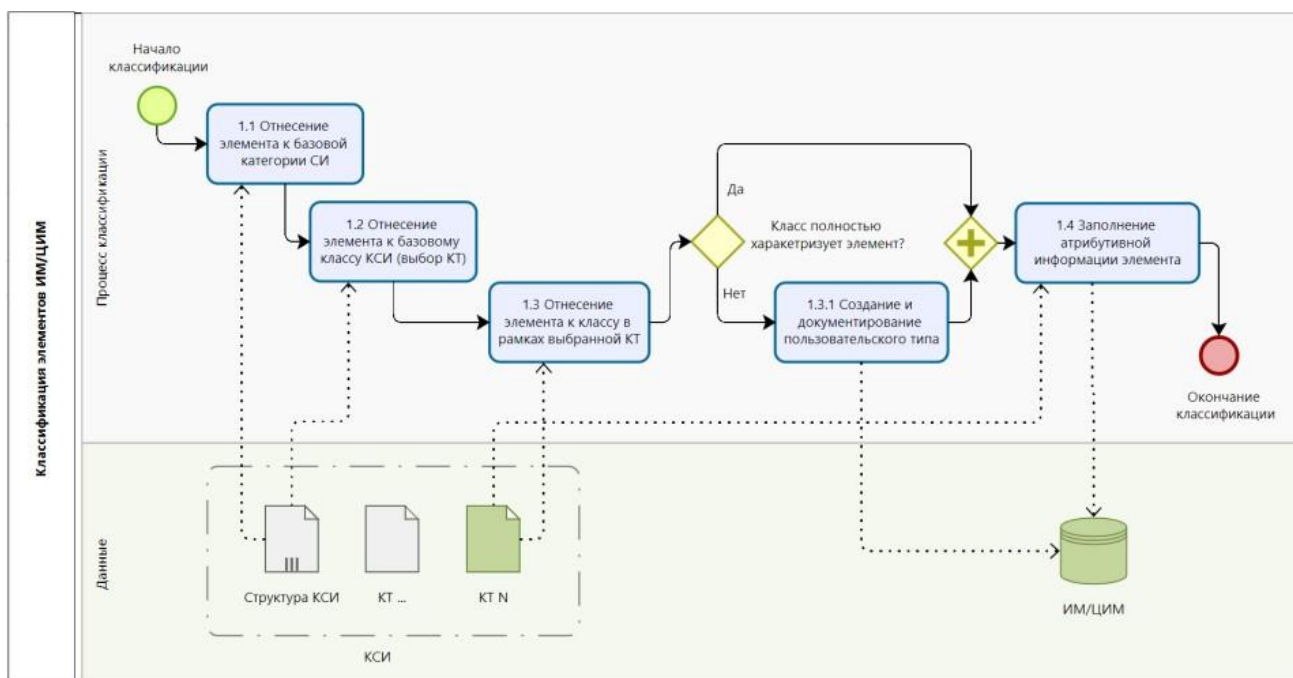 Классификация элементов ИМ/ЦИМ
Процесс классификации
Начало
классификации
1.1 Отнесение
элемента к базовой
категории СИ
1.2 Отнесение
элемента к базовому
классу КСИ (выбор КТ)
1.3 Отнесение
элемента к классу в
рамках выбранной КТ
Да
Класс полностью
характризует элемент?
Нет
1.3.1 Создание и
документирование
пользовательского типа
1.4 Заполнение
атрибутивной
информации элемента
Окончание
классификации
Данные
Структура КСИ
КТ ...
КТ N
КСИ
ИМ/ЦИМ